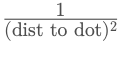 1
(dist to dot)²